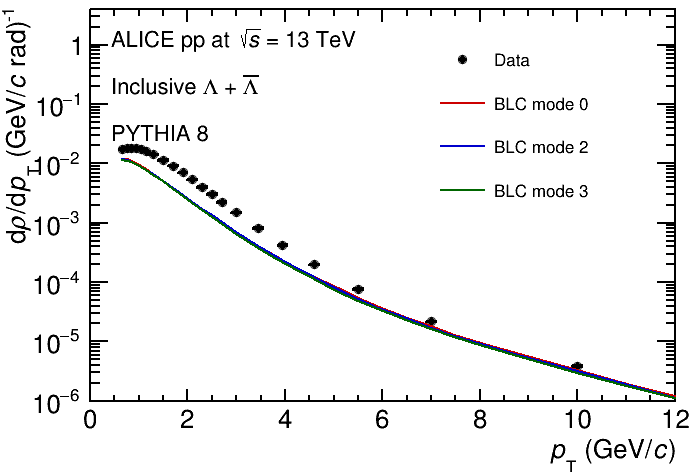 ALICE pp at √s = 13 TeV
Inclusive Λ + Λ̅
PYTHIA 8
Data
BLC mode 0
BLC mode 2
BLC mode 3
dρ/dp_T (GeV/c rad)⁻¹
1
10⁻¹
10⁻²
10⁻³
10⁻⁴
10⁻⁵
10⁻⁶
0 2 4 6 8 10 12
p_T (GeV/c)